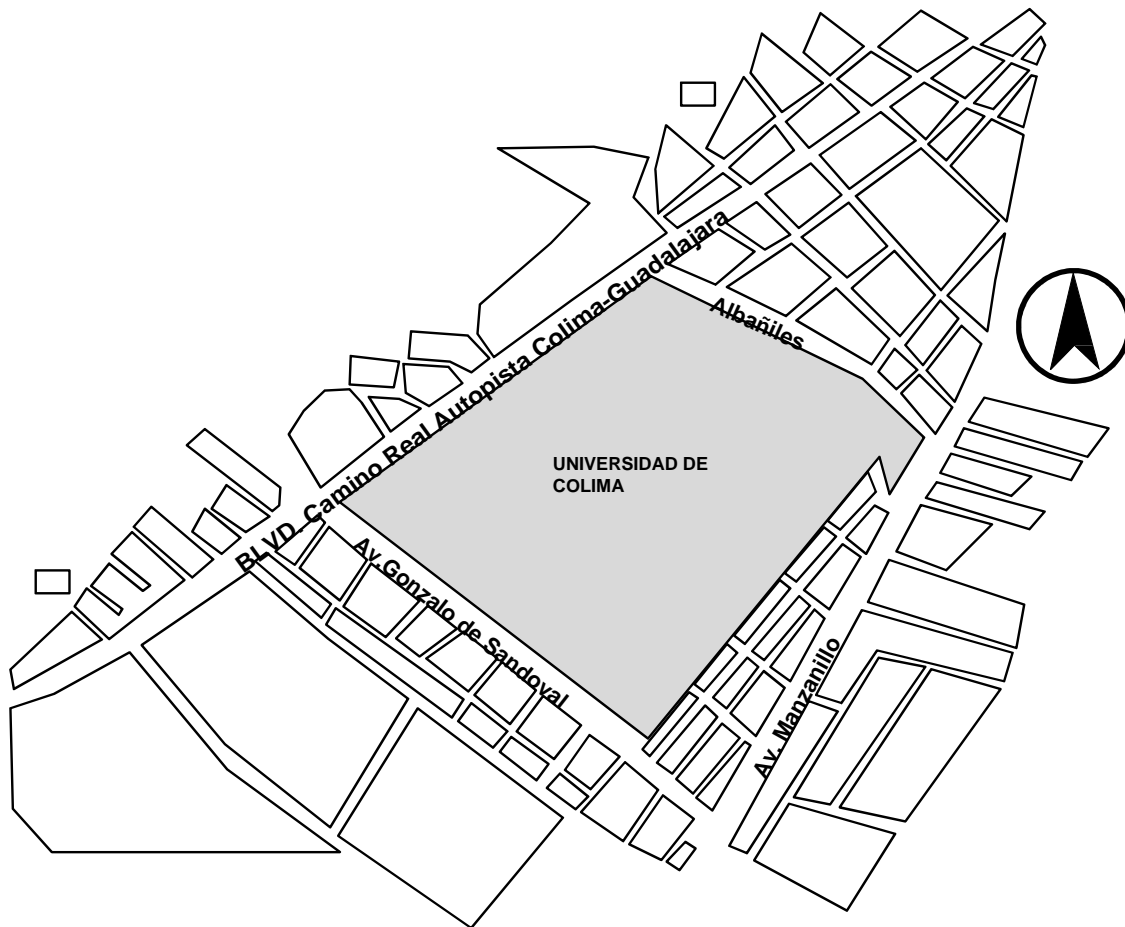 BLVD. Camino Real Autopista Colima-Guadalajara
Albañiles
UNIVERSIDAD DE
COLIMA
Av.Gonzalo de Sandoval
Av. Manzanillo